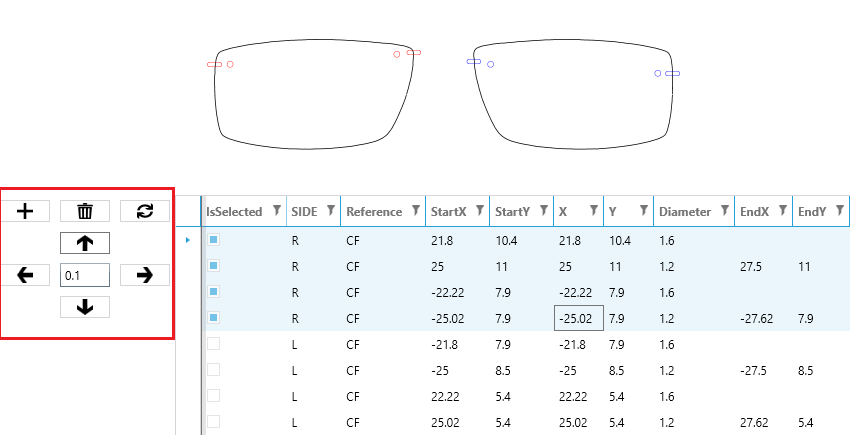 IsSelected SIDE Reference StartX StartY X Y Diameter EndX EndY
R CF 21.8 10.4 21.8 10.4 1.6
0.1
R CF 25 11 25 11 1.2 27.5 11
R CF -22.22 7.9 -22.22 7.9 1.6
R CF -25.02 7.9 -25.02 7.9 1.2 -27.62 7.9
L CF -21.8 7.9 -21.8 7.9 1.6
L CF -25 8.5 -25 8.5 1.2 -27.5 8.5
L CF 22.22 5.4 22.22 5.4 1.6
L CF 25.02 5.4 25.02 5.4 1.2 27.62 5.4